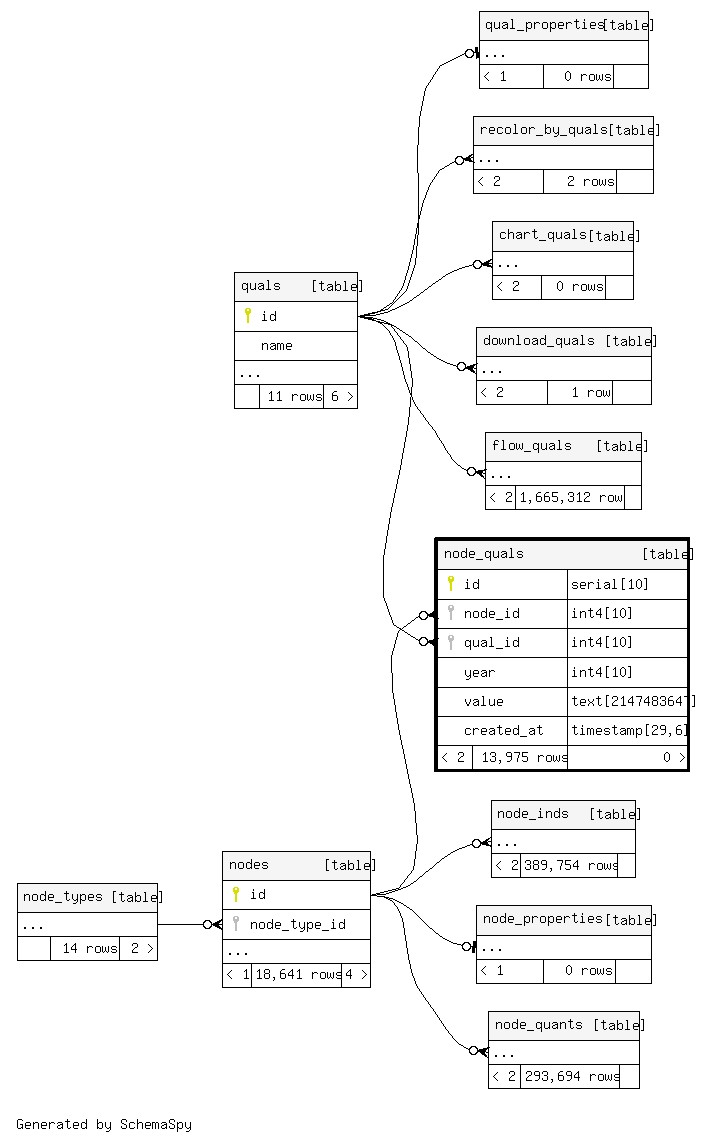 qual_properties [table]
...
< 1 0 rows
recolor_by_quals [table]
...
< 2 2 rows
chart_quals [table]
...
< 2 0 rows
quals [table]
id
name
...
11 rows 6 >
download_quals [table]
...
< 2 1 row
flow_quals [table]
...
< 2 1,665,312 row
node_quals [table]
id serial[10]
node_id int4[10]
qual_id int4[10]
year int4[10]
value text[2147483647]
created_at timestamp[29,6]
< 2 13,975 rows 0 >
node_inds [table]
...
< 2 389,754 rows
nodes [table]
id
node_type_id
...
< 1 18,641 rows 4 >
node_types [table]
...
14 rows 2 >
node_properties [table]
...
< 1 0 rows
node_quants [table]
...
< 2 293,694 rows
Generated by SchemaSpy